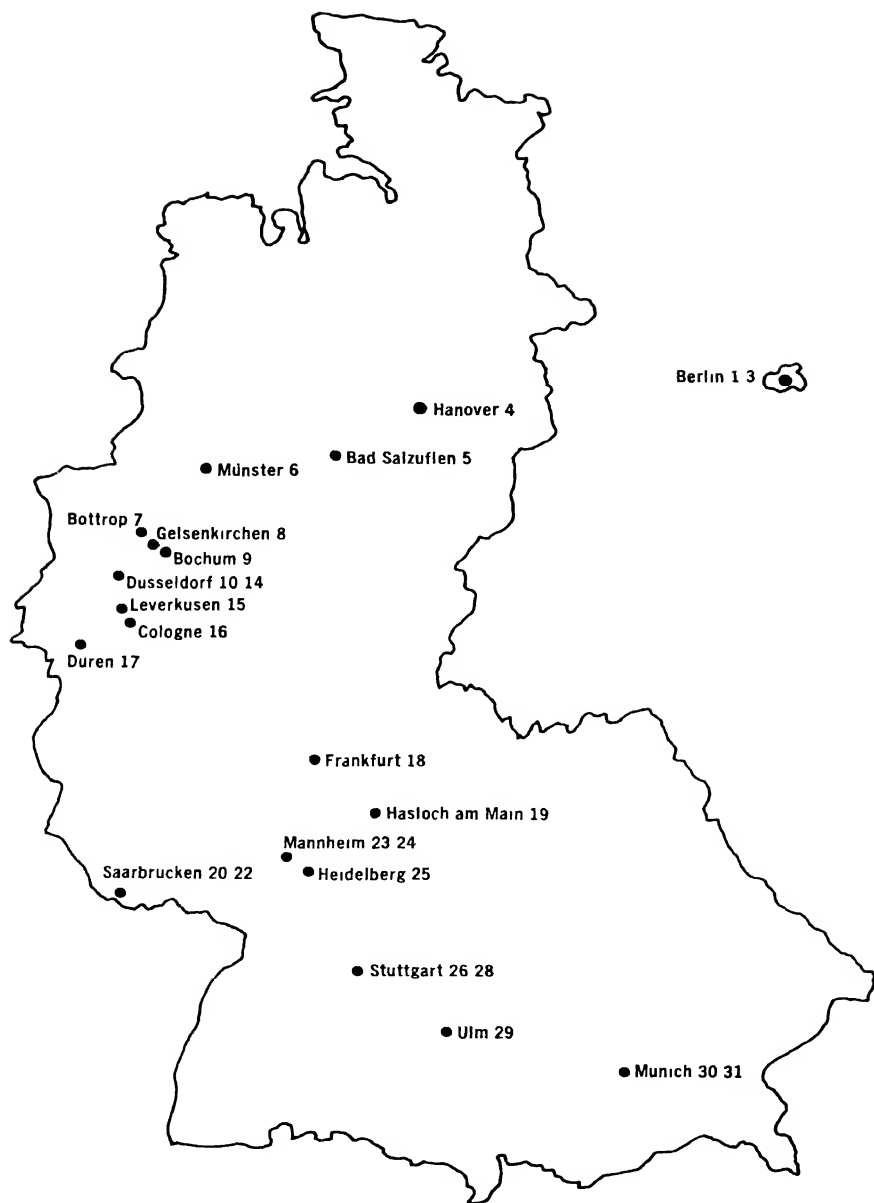 Berlin 1 3
Hanover 4
Bad Salzuflen 5
Münster 6
Bottrop 7
Gelsenkirchen 8
Bochum 9
Dusseldorf 10 14
Leverkusen 15
Cologne 16
Duren 17
Frankfurt 18
Hasloch am Main 19
Mannheim 23 24
Saarbrucken 20 22
Heidelberg 25
Stuttgart 26 28
Ulm 29
Munich 30 31